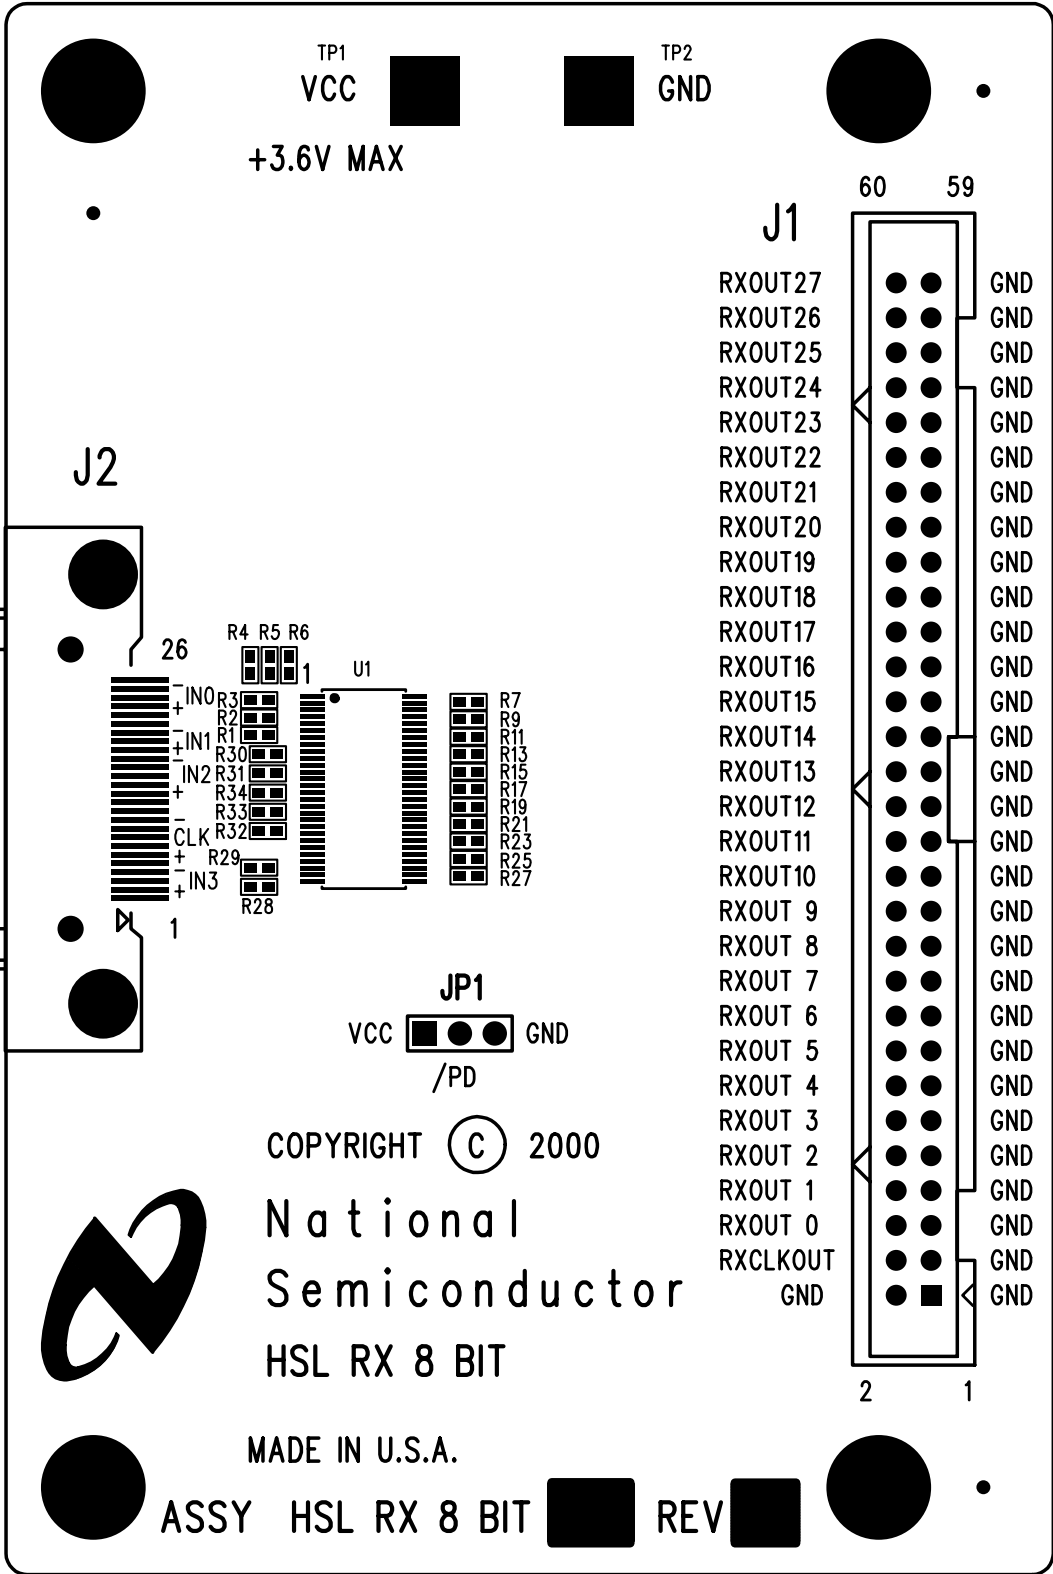 TP1 TP2
VCC GND
+3.6V MAX
60 59
J1
RXOUT27 GND
RXOUT26 GND
RXOUT25 GND
RXOUT24 GND
RXOUT23 GND
RXOUT22 GND
RXOUT21 GND
RXOUT20 GND
RXOUT19 GND
RXOUT18 GND
RXOUT17 GND
RXOUT16 GND
RXOUT15 GND
RXOUT14 GND
RXOUT13 GND
RXOUT12 GND
RXOUT11 GND
RXOUT10 GND
RXOUT 9 GND
RXOUT 8 GND
RXOUT 7 GND
RXOUT 6 GND
RXOUT 5 GND
RXOUT 4 GND
RXOUT 3 GND
RXOUT 2 GND
RXOUT 1 GND
RXOUT 0 GND
RXCLKOUT GND
GND GND
2 1
J2
26
R4 R5 R6
1
U1
− IN0
+
− IN1
+
− IN2
+
− CLK
+
− IN3
+
1
R3
R2
R1
R30
R31
R34
R33
R32
R29
R28
R7
R9
R11
R13
R15
R17
R19
R21
R23
R25
R27
JP1
VCC GND
/PD
COPYRIGHT © 2000
National
Semiconductor
HSL RX 8 BIT
MADE IN U.S.A.
ASSY HSL RX 8 BIT REV